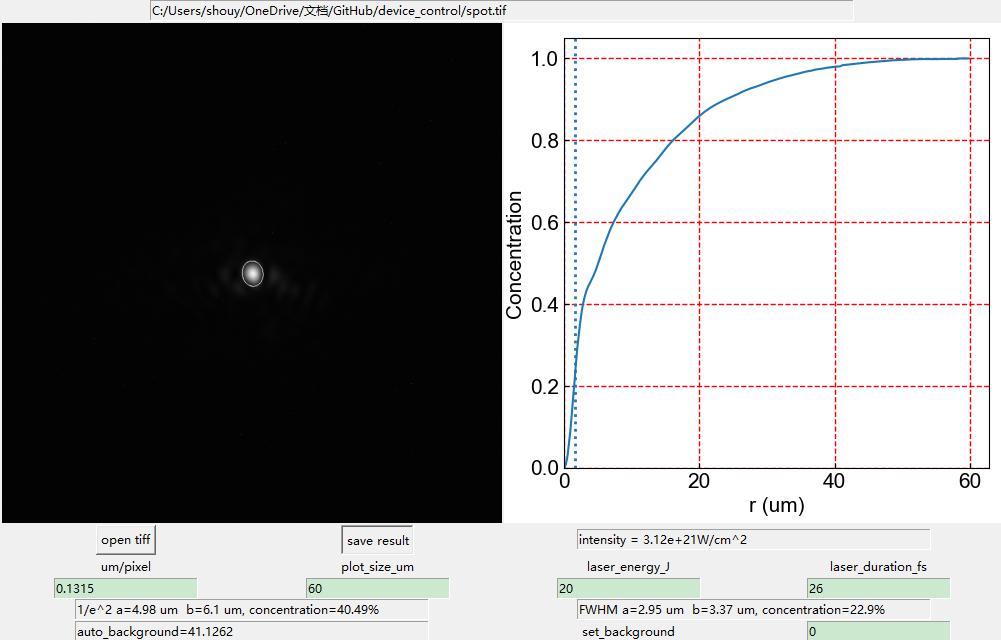 C:/Users/shouy/OneDrive/文档/GitHub/device_control/spot.tif
1.0
0.8
0.6
0.4
0.2
0.0
Concentration
0 20 40 60
r (um)
open tiff save result intensity = 3.12e+21W/cm^2
um/pixel plot_size_um laser_energy_J laser_duration_fs
0.1315 60 20 26
1/e^2 a=4.98 um b=6.1 um, concentration=40.49% FWHM a=2.95 um b=3.37 um, concentration=22.9%
auto_background=41.1262 set_background 0